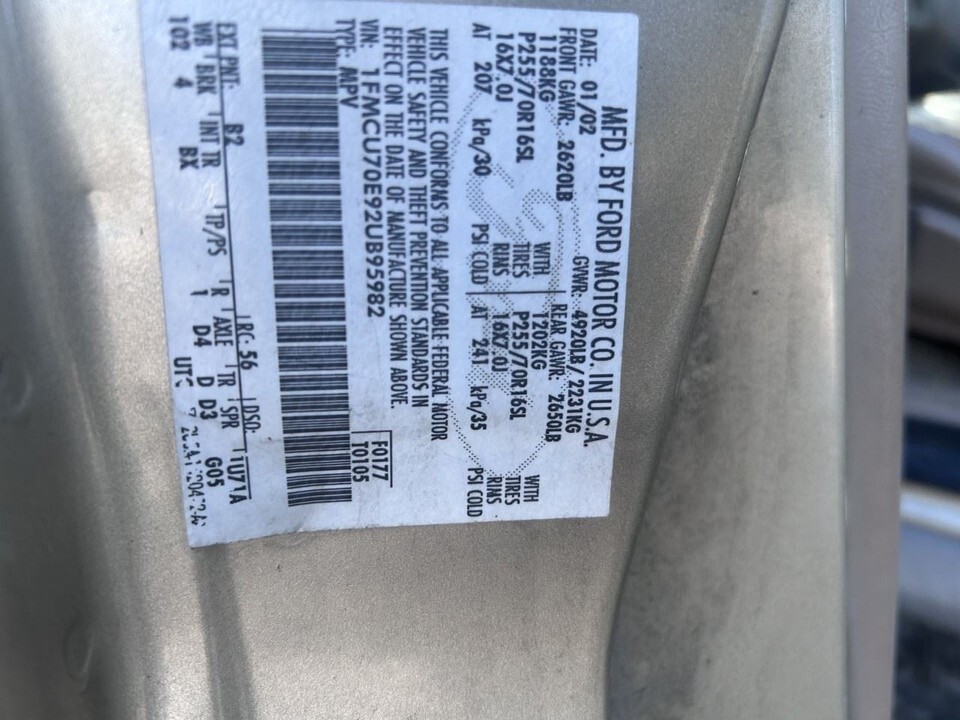 MFD. BY FORD MOTOR CO. IN U.S.A.
DATE: 01/02 GVWR: 4920LB/ 2231KG
FRONT GAWR: 2620LB REAR GAWR: 2650LB
1188KG WITH 1202KG WITH
P255/70R16SL TIRES P255/70R16SL TIRES
16X7.0J RIMS 16X7.0J RIMS
AT 207 kPa/30 PSI COLD AT 241 kPa/35 PSI COLD
THIS VEHICLE CONFORMS TO ALL APPLICABLE FEDERAL MOTOR
VEHICLE SAFETY AND THEFT PREVENTION STANDARDS IN
EFFECT ON THE DATE OF MANUFACTURE SHOWN ABOVE.
VIN: 1FMCU70E92UB95982 F0177
TYPE: MPV T0105
EXT PNT: B2 RC: 56 DSO: 1U71A
WB BRK INT TR TP/PS R AXLE TR SPR
102 4 BX 1 D4 D D3 G05